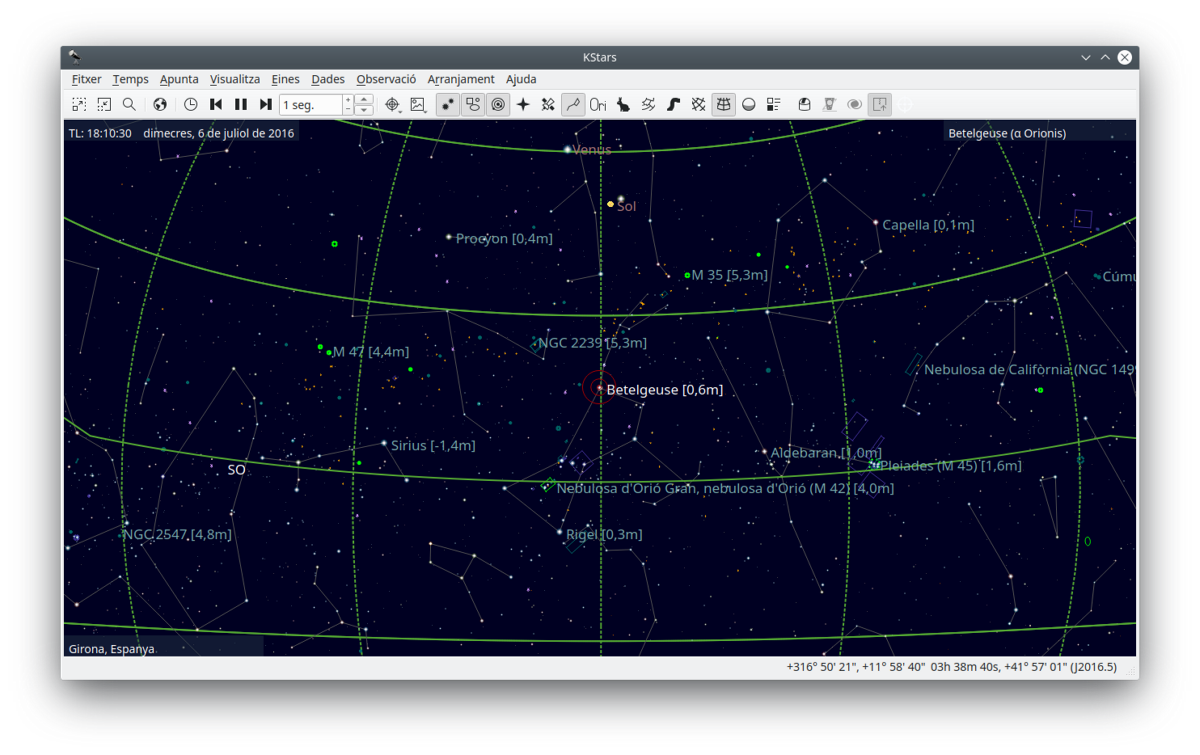 KStars
Fitxer Temps Apunta Visualitza Eines Dades Observació Arranjament Ajuda
1 seg. Ori
TL: 18:10:30 dimecres, 6 de juliol de 2016 Betelgeuse (α Orionis)
Venus
Sol
Capella [0,1m]
Procyon [0,4m]
M 35 [5,3m]
Cúmu
NGC 2239 [5,3m]
M 47 [4,4m]
Nebulosa de Califòrnia (NGC 1499
Betelgeuse [0,6m]
Sirius [-1,4m]
Aldebaran [1,0m]
SO
Pleiades (M 45) [1,6m]
Nebulosa d'Orió Gran, nebulosa d'Orió (M 42) [4,0m]
NGC 2547 [4,8m]
Rigel [0,3m]
Girona, Espanya
+316° 50' 21", +11° 58' 40" 03h 38m 40s, +41° 57' 01" (J2016.5)